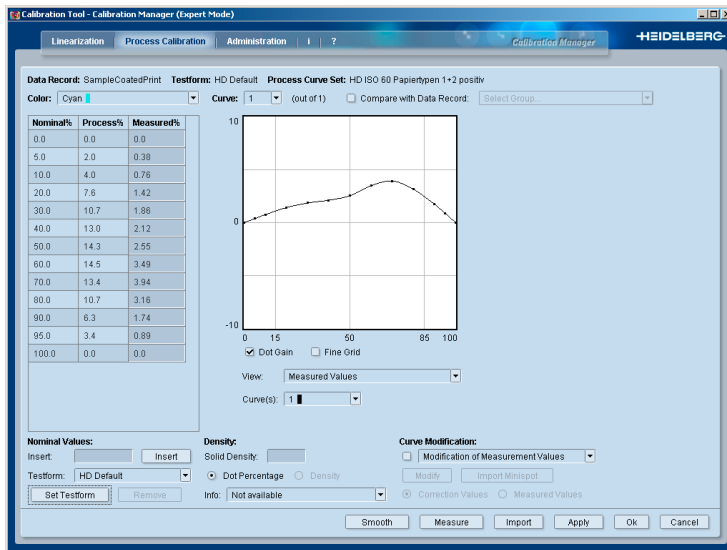 Calibration Tool - Calibration Manager (Expert Mode)
Linearization Process Calibration Administration i ? Calibration Manager HEIDELBERG
Data Record: SampleCoatedPrint Testform: HD Default Process Curve Set: HD ISO 60 Papiertypen 1+2 positiv
Color: Cyan Curve: 1 (out of 1) Compare with Data Record: Select Group...
Nominal% Process% Measured%
0.0 0.0 0.0
5.0 2.0 0.38
10.0 4.0 0.76
20.0 7.6 1.42
30.0 10.7 1.86
40.0 13.0 2.12
50.0 14.3 2.55
60.0 14.5 3.49
70.0 13.4 3.94
80.0 10.7 3.16
90.0 6.3 1.74
95.0 3.4 0.89
100.0 0.0 0.0
10
0
-10
0 15 50 85 100
Dot Gain Fine Grid
View: Measured Values
Curve(s): 1
Nominal Values: Density: Curve Modification:
Insert: Insert Solid Density: Modification of Measurement Values
Testform: HD Default Dot Percentage Density Modify Import Minispot
Set Testform Remove Info: Not available Correction Values Measured Values
Smooth Measure Import Apply Ok Cancel